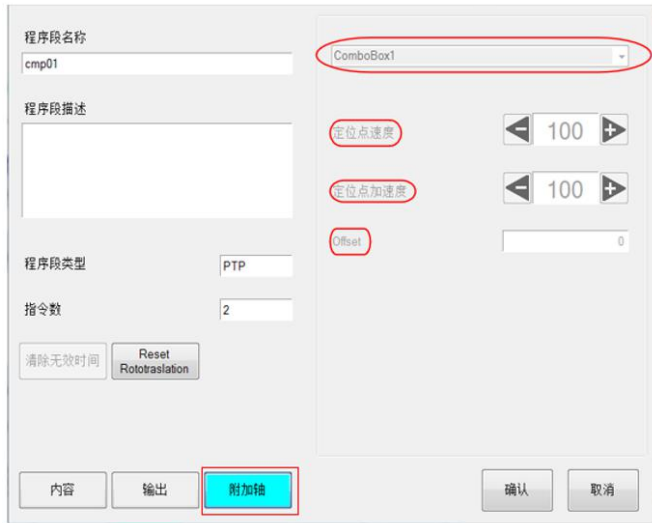 程序段名称
cmp01
程序段描述
程序段类型
PTP
指令数
2
清除无效时间
Reset
Rototraslation
内容
输出
附加轴
ComboBox1
定位点速度
100
定位点加速度
100
Offset
0
确认
取消